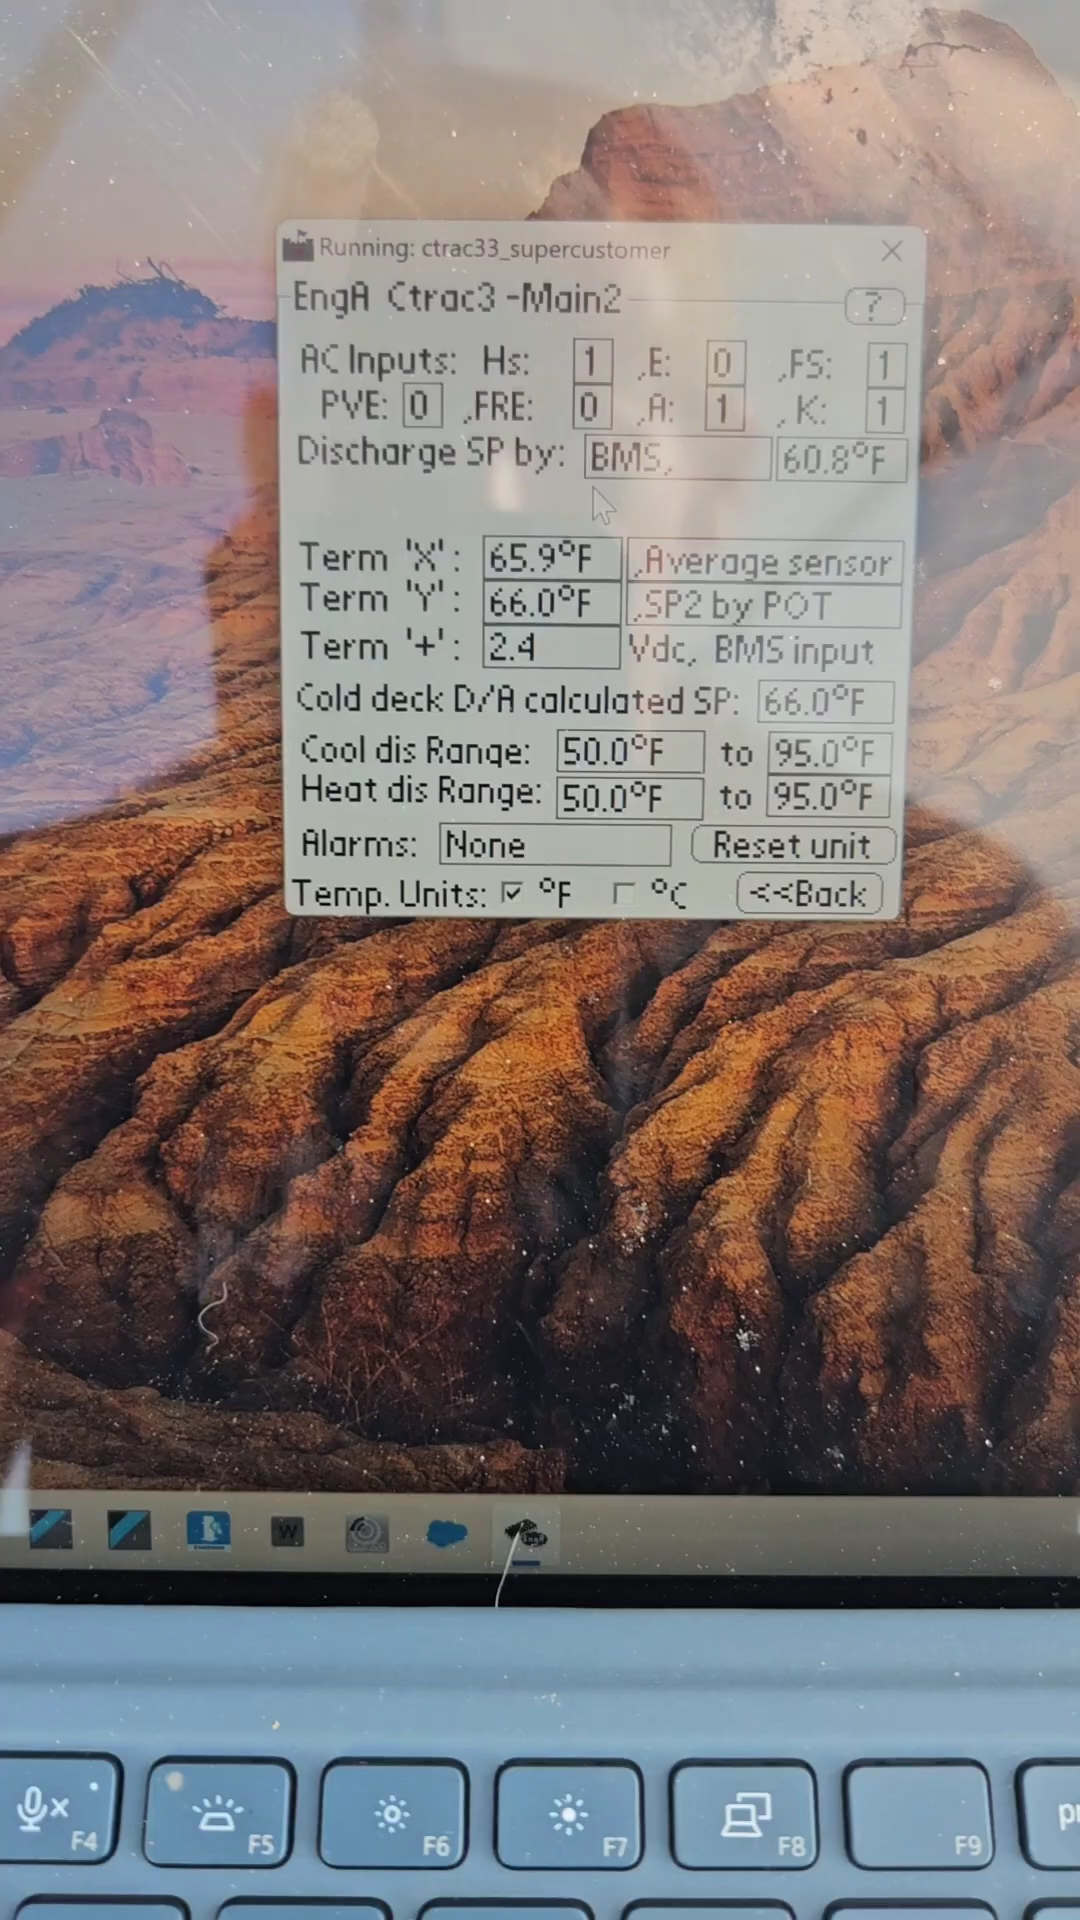 Running: ctrac33_supercustomer
EngA Ctrac3 -Main2 ?
AC Inputs: Hs: 1 ,E: 0 ,FS: 1
PVE: 0 ,FRE: 0 ,A: 1 ,K: 1
Discharge SP by: BMS, 60.8°F
Term 'X': 65.9°F ,Average sensor
Term 'Y': 66.0°F ,SP2 by POT
Term '+': 2.4 Vdc, BMS input
Cold deck D/A calculated SP: 66.0°F
Cool dis Range: 50.0°F to 95.0°F
Heat dis Range: 50.0°F to 95.0°F
Alarms: None Reset unit
Temp. Units: °F °C <<Back
W
F4 F5 F6 F7 F8 F9